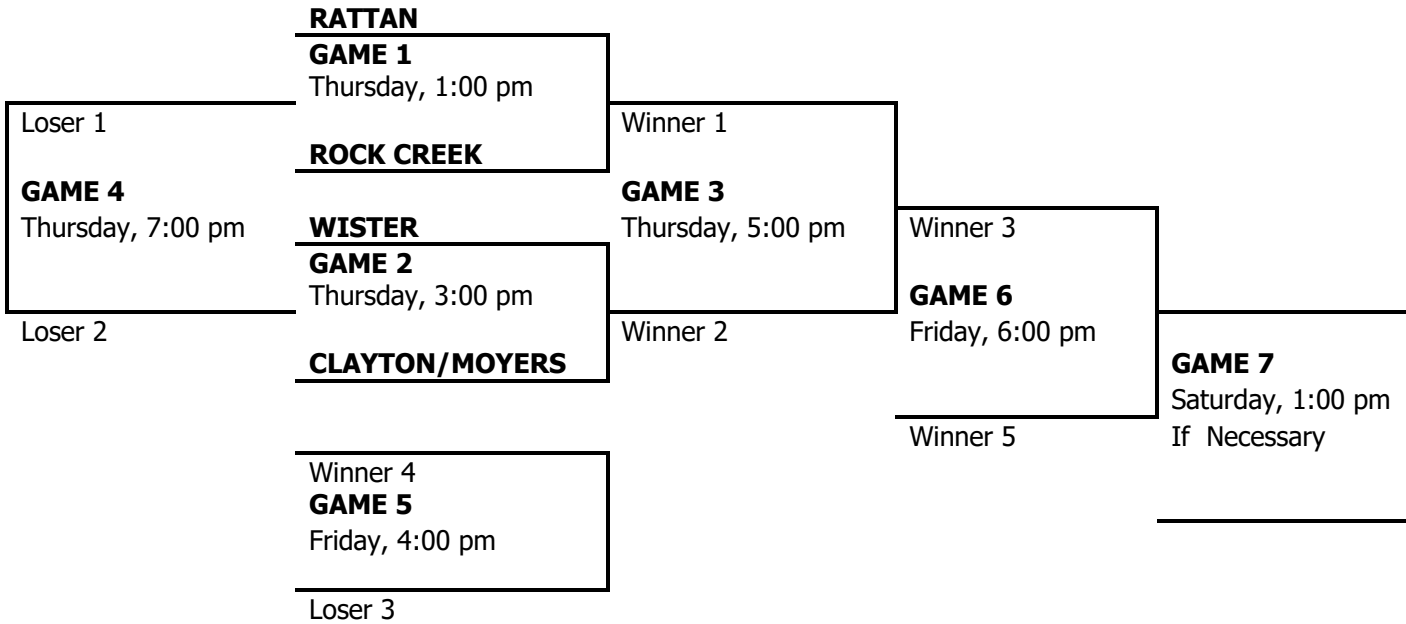 RATTAN
GAME 1
Thursday, 1:00 pm
ROCK CREEK
Loser 1
GAME 4
Thursday, 7:00 pm
Loser 2
WISTER
GAME 2
Thursday, 3:00 pm
CLAYTON/MOYERS
Winner 1
GAME 3
Thursday, 5:00 pm
Winner 2
Winner 3
GAME 6
Friday, 6:00 pm
Winner 5
GAME 7
Saturday, 1:00 pm
If Necessary
Winner 4
GAME 5
Friday, 4:00 pm
Loser 3